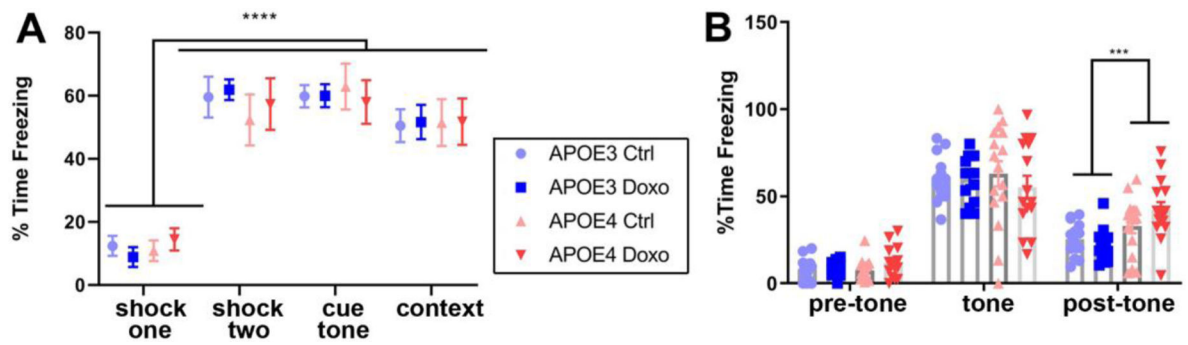 A
****
80
60
40
20
0
% Time Freezing
shock one
shock two
cue tone
context
APOE3 Ctrl
APOE3 Doxo
APOE4 Ctrl
APOE4 Doxo
B
***
150
100
50
0
%Time Freezing
pre-tone
tone
post-tone